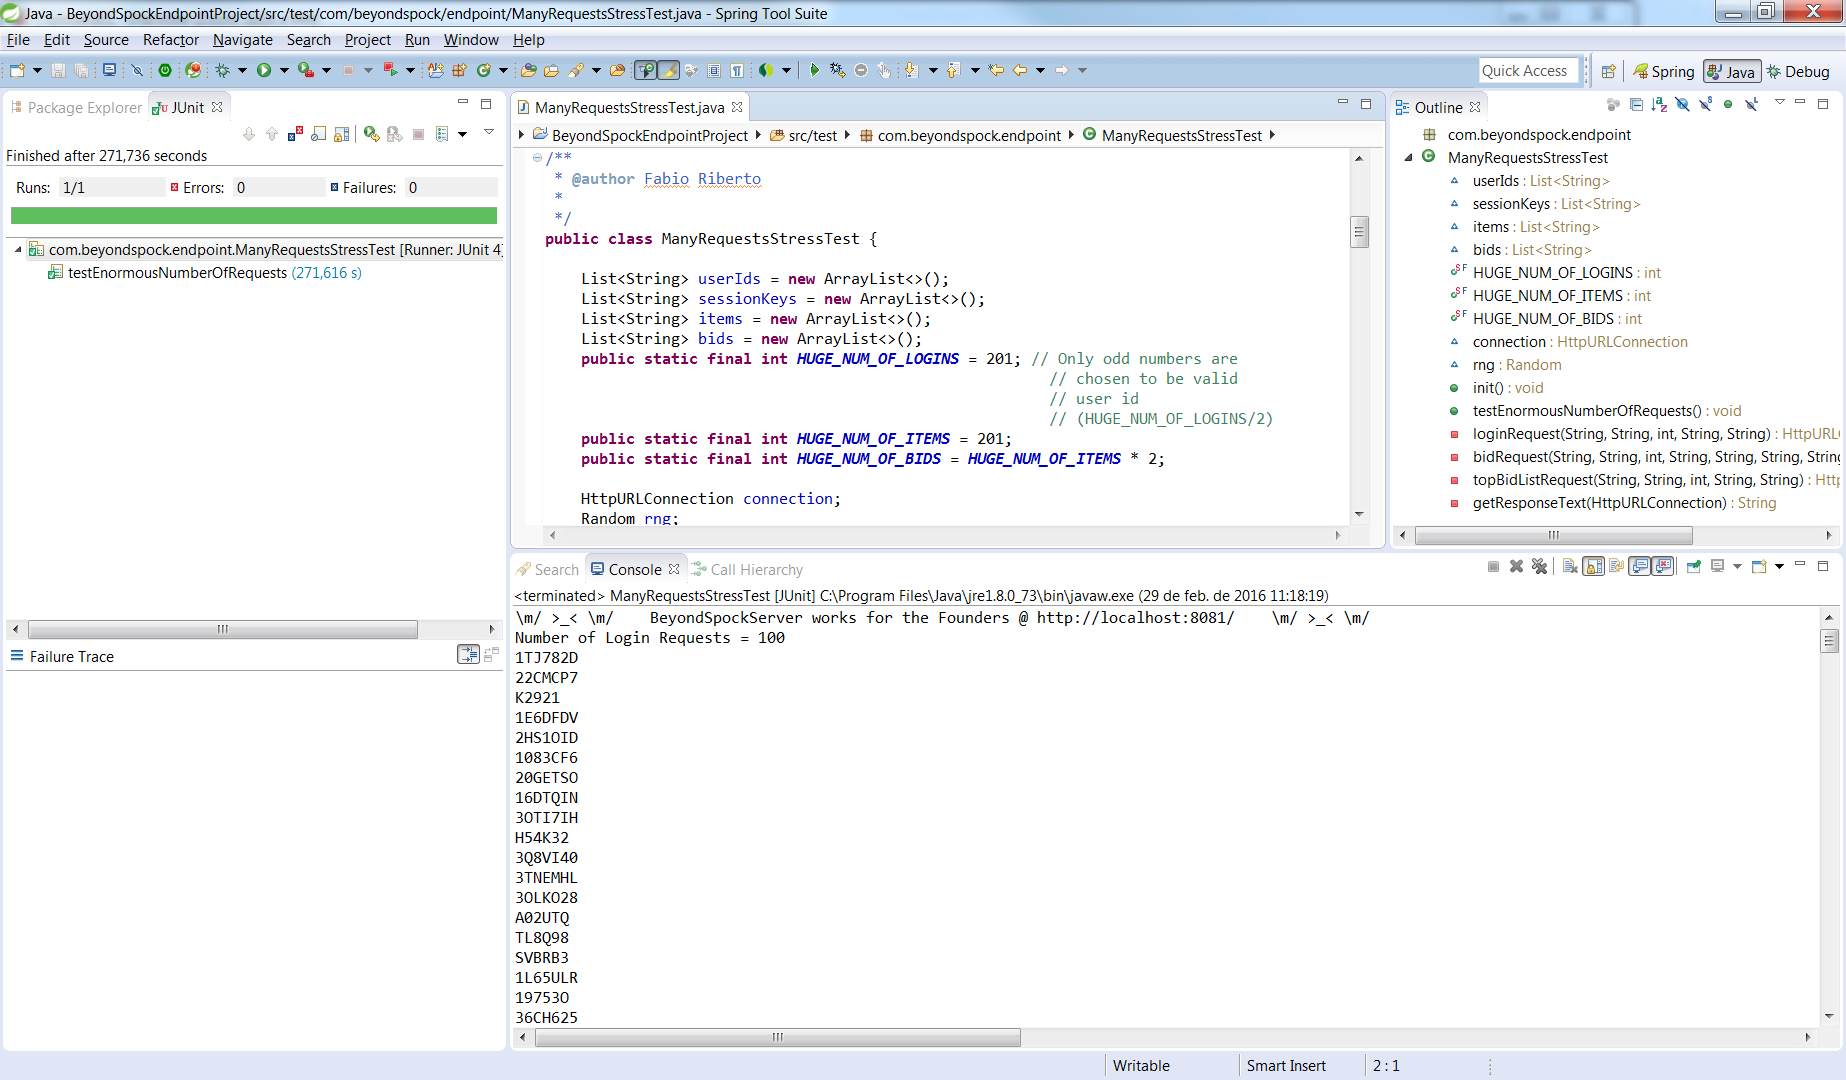 Java - BeyondSpockEndpointProject/src/test/com/beyondspock/endpoint/ManyRequestsStressTest.java - Spring Tool Suite
File Edit Source Refactor Navigate Search Project Run Window Help
Quick Access
Spring
Java
Debug
Package Explorer
JUnit
Finished after 271,736 seconds
Runs: 1/1
Errors: 0
Failures: 0
com.beyondspock.endpoint.ManyRequestsStressTest [Runner: JUnit 4]
testEnormousNumberOfRequests (271,616 s)
Failure Trace
ManyRequestsStressTest.java
BeyondSpockEndpointProject
src/test
com.beyondspock.endpoint
ManyRequestsStressTest
/**
* @author Fabio Riberto
*
*/
public class ManyRequestsStressTest {
List<String> userIds = new ArrayList<>();
List<String> sessionKeys = new ArrayList<>();
List<String> items = new ArrayList<>();
List<String> bids = new ArrayList<>();
public static final int HUGE_NUM_OF_LOGINS = 201; // Only odd numbers are
// chosen to be valid
// user id
// (HUGE_NUM_OF_LOGINS/2)
public static final int HUGE_NUM_OF_ITEMS = 201;
public static final int HUGE_NUM_OF_BIDS = HUGE_NUM_OF_ITEMS * 2;
HttpURLConnection connection;
Random rng;
Outline
com.beyondspock.endpoint
ManyRequestsStressTest
userIds : List<String>
sessionKeys : List<String>
items : List<String>
bids : List<String>
HUGE_NUM_OF_LOGINS : int
HUGE_NUM_OF_ITEMS : int
HUGE_NUM_OF_BIDS : int
connection : HttpURLConnection
rng : Random
init() : void
testEnormousNumberOfRequests() : void
loginRequest(String, String, int, String, String) : HttpURL
bidRequest(String, String, int, String, String, String, String
topBidListRequest(String, String, int, String, String) : Http
getResponseText(HttpURLConnection) : String
Search
Console
Call Hierarchy
<terminated> ManyRequestsStressTest [JUnit] C:\Program Files\Java\jre1.8.0_73\bin\javaw.exe (29 de feb. de 2016 11:18:19)
\m/ >_< \m/ BeyondSpockServer works for the Founders @ http://localhost:8081/ \m/ >_< \m/
Number of Login Requests = 100
1TJ782D
22CMCP7
K2921
1E6DFDV
2HS1OID
1083CF6
20GETSO
16DTQIN
3OTI7IH
H54K32
3Q8VI40
3TNEMHL
3OLKO28
A02UTQ
TL8Q98
SVBRB3
1L65ULR
19753O
36CH625
Writable
Smart Insert
2 : 1